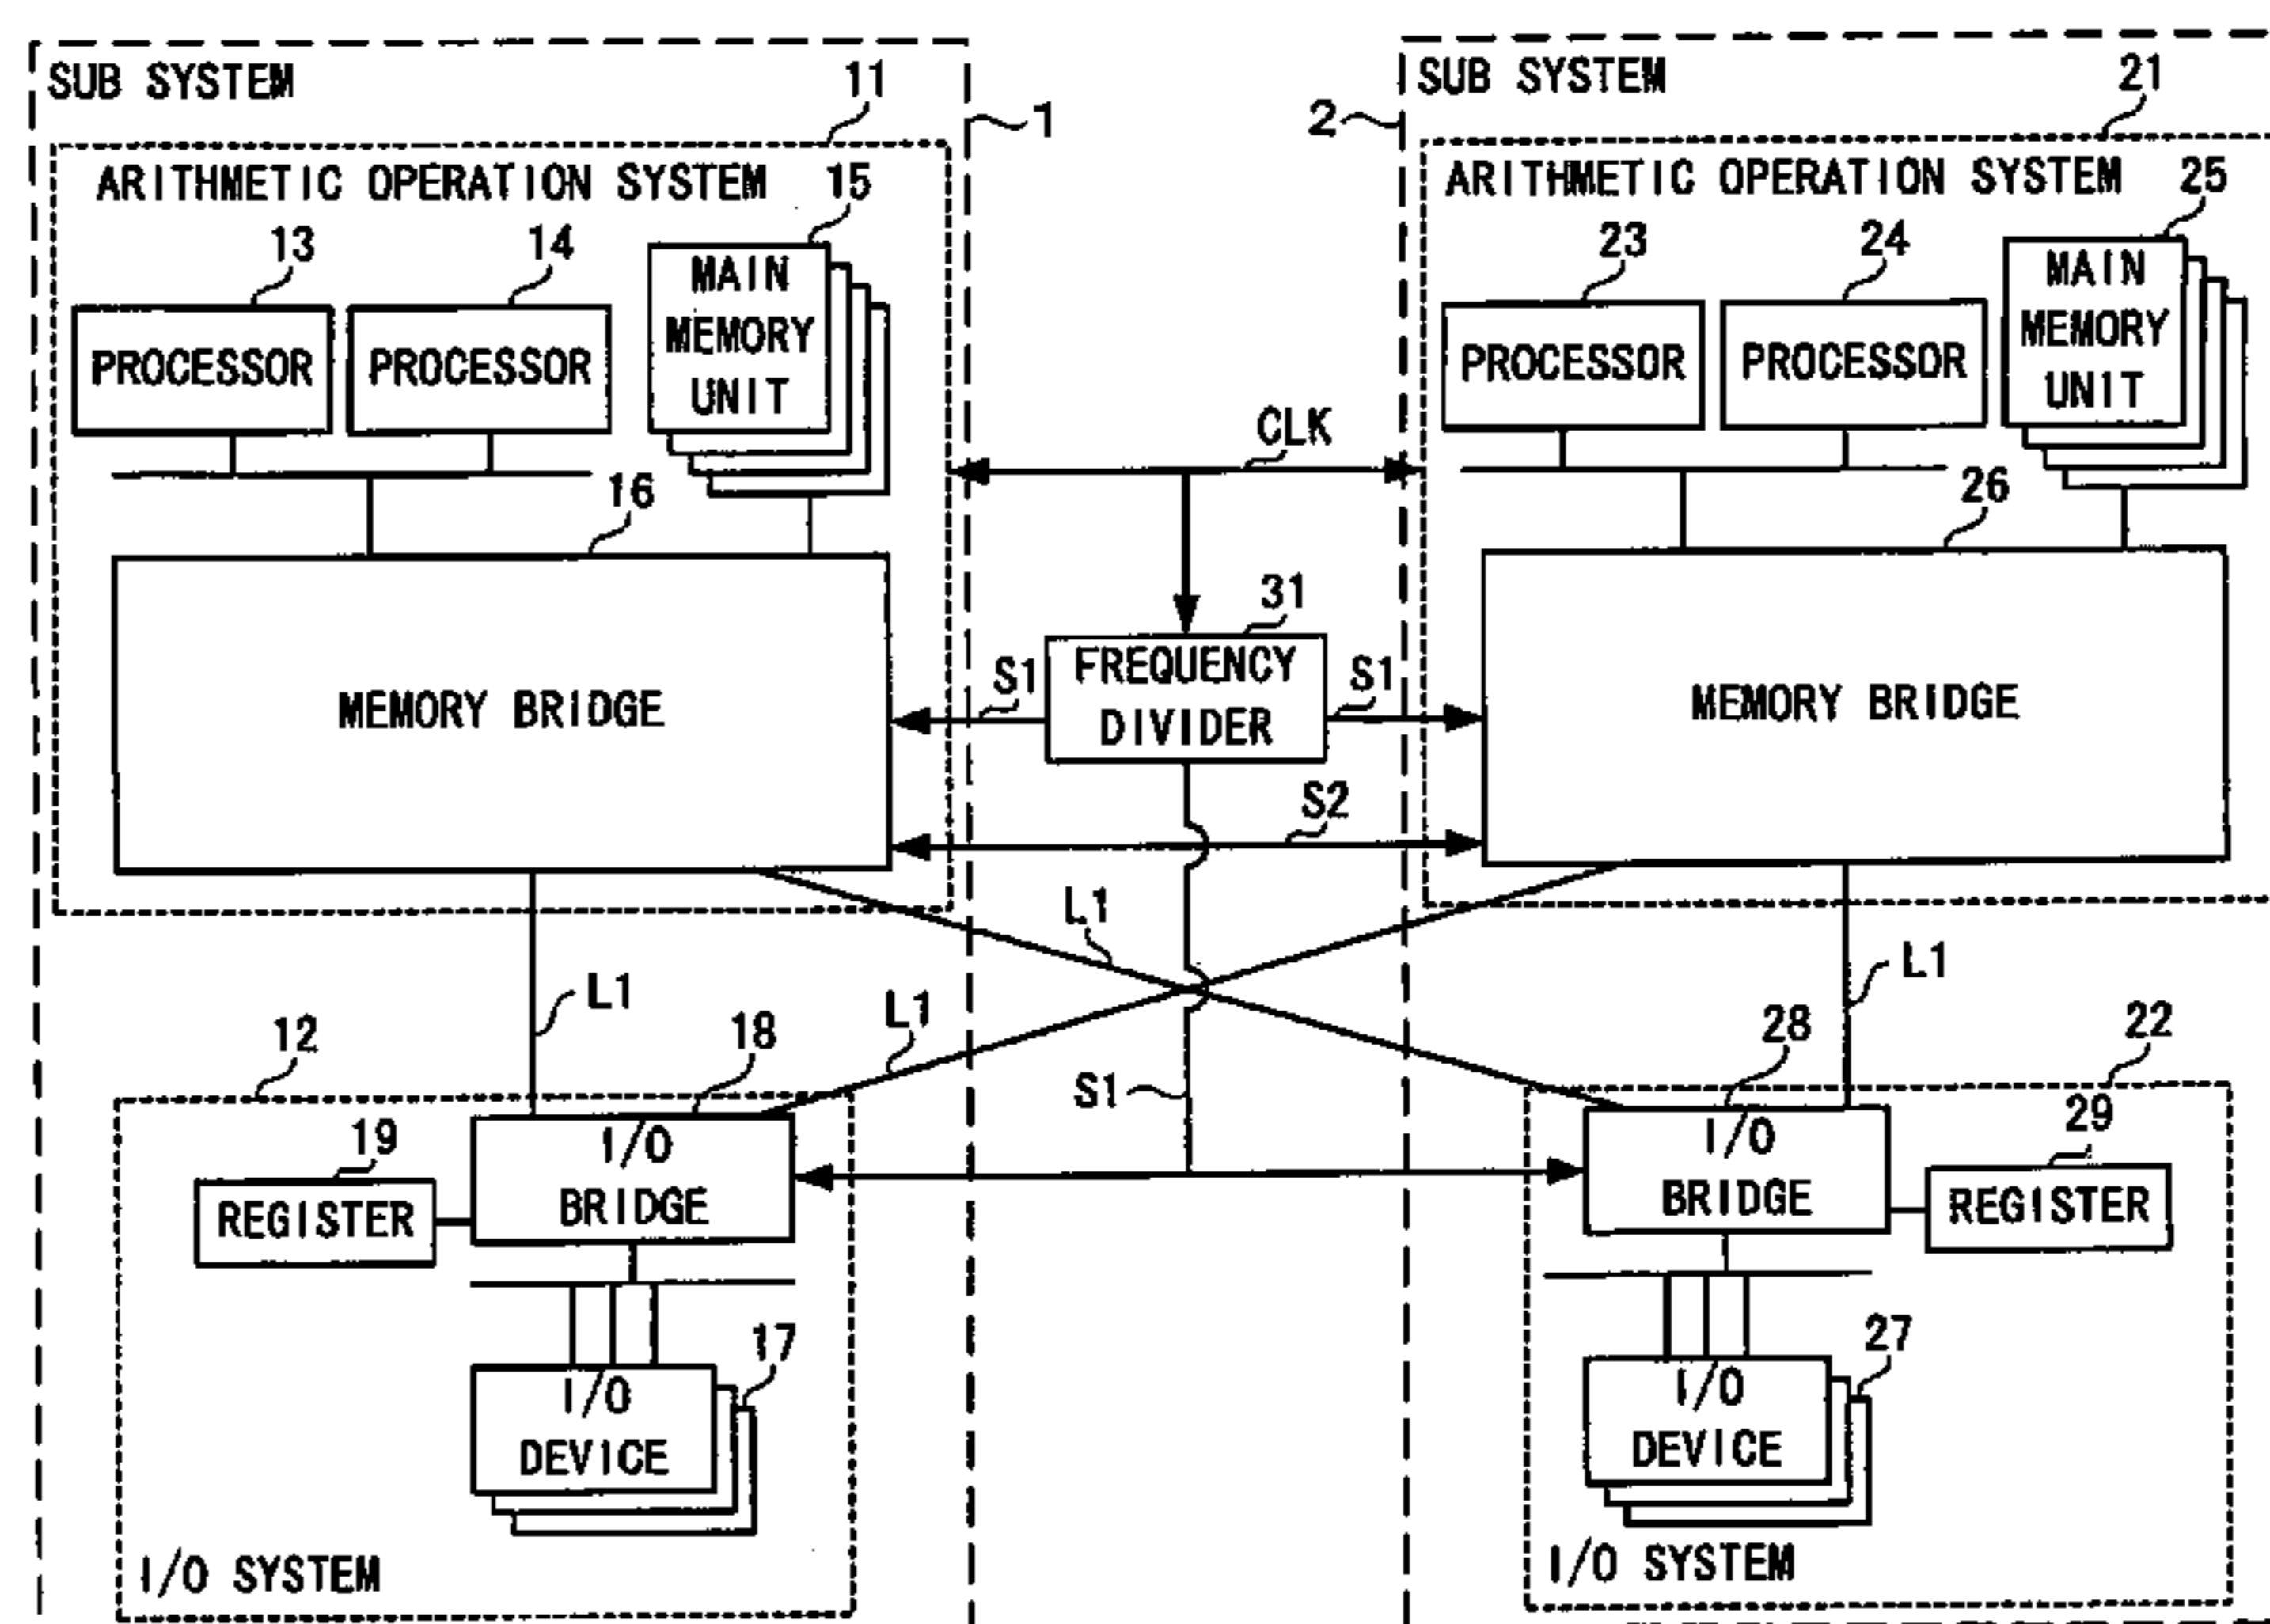 SUB SYSTEM
11
1
ARITHMETIC OPERATION SYSTEM
15
13
14
MAIN
MEMORY
UNIT
PROCESSOR
PROCESSOR
16
MEMORY BRIDGE
CLK
31
FREQUENCY
DIVIDER
S1
S1
S2
2
SUB SYSTEM
21
ARITHMETIC OPERATION SYSTEM
25
23
24
MAIN
MEMORY
UNIT
PROCESSOR
PROCESSOR
26
MEMORY BRIDGE
L1
L1
L1
L1
S1
12
18
19
I/O
BRIDGE
REGISTER
17
I/O
DEVICE
I/O SYSTEM
28
22
29
I/O
BRIDGE
REGISTER
27
I/O
DEVICE
I/O SYSTEM